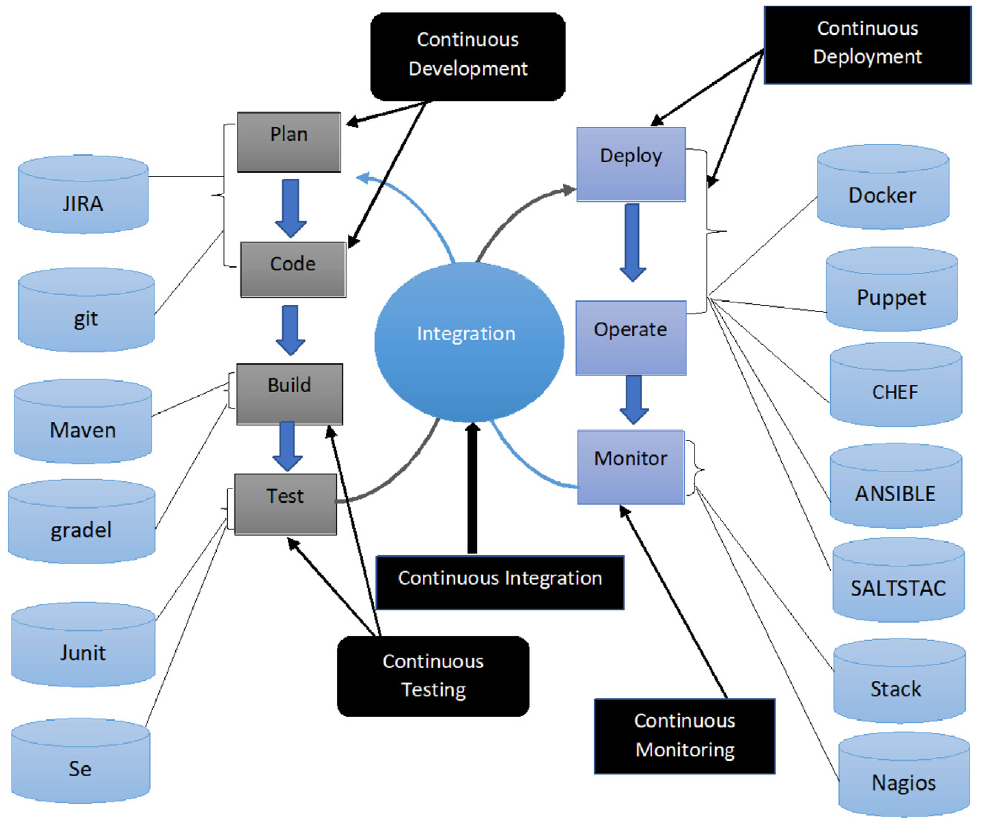 Continuous
Development
Continuous
Deployment
Plan
Deploy
JIRA
Docker
Code
git
Integration
Puppet
Operate
Build
CHEF
Maven
Monitor
Test
ANSIBLE
gradel
Continuous Integration
SALTSTAC
Junit
Continuous
Testing
Stack
Continuous
Monitoring
Se
Nagios